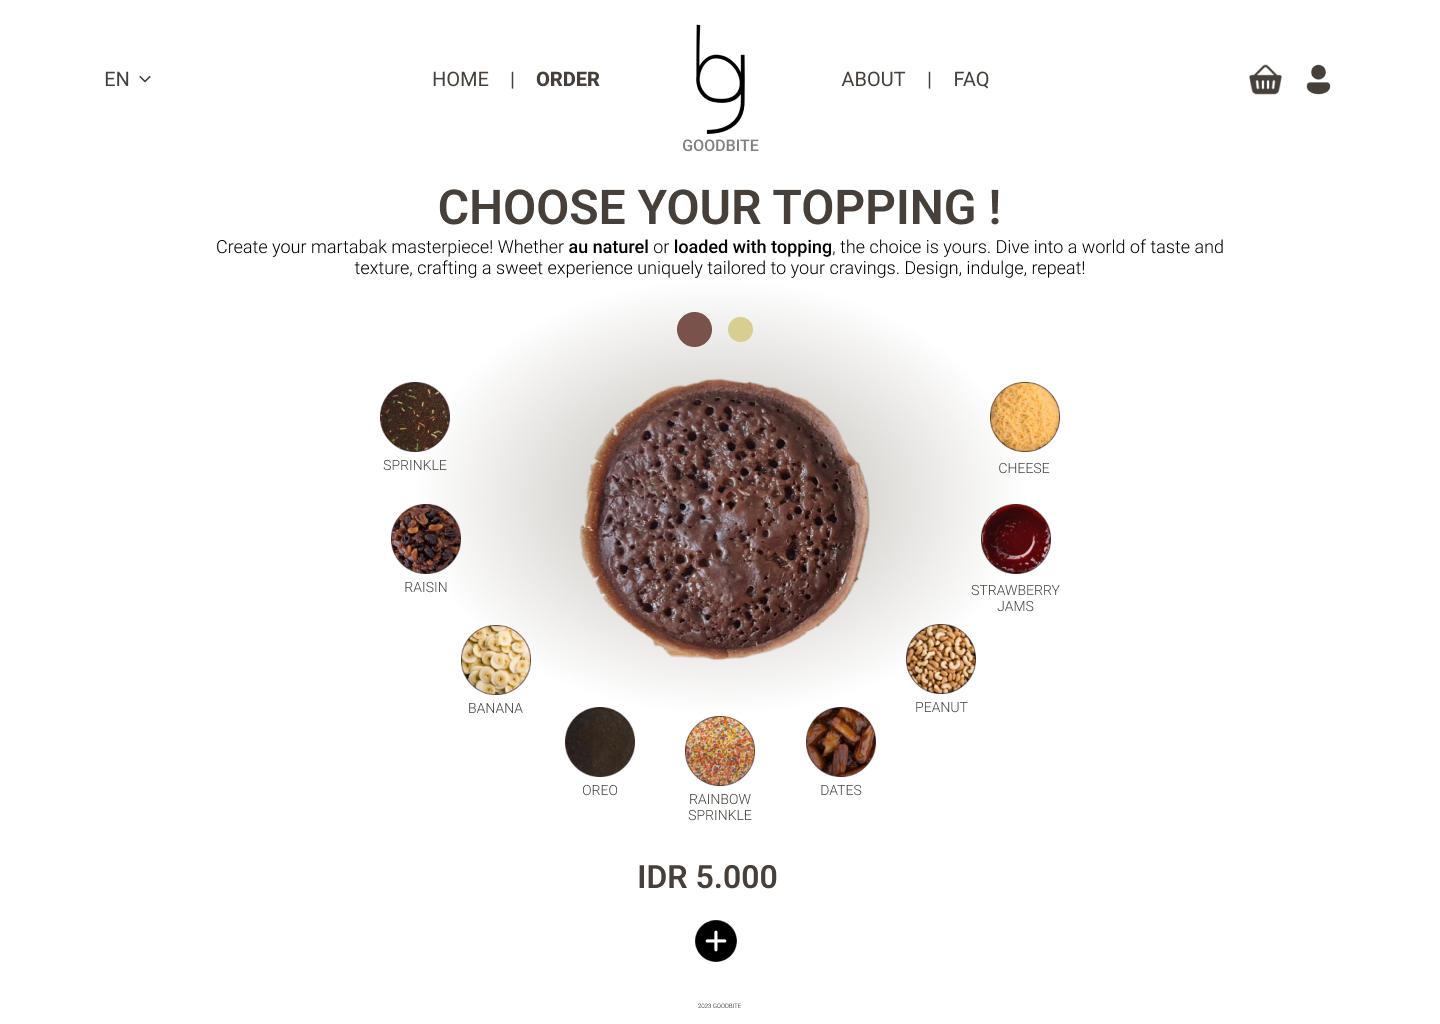 EN
HOME | ORDER
bg
GOODBITE
ABOUT | FAQ
CHOOSE YOUR TOPPING !
Create your martabak masterpiece! Whether au naturel or loaded with topping, the choice is yours. Dive into a world of taste and
texture, crafting a sweet experience uniquely tailored to your cravings. Design, indulge, repeat!
SPRINKLE
CHEESE
RAISIN
STRAWBERRY
JAMS
BANANA
PEANUT
OREO
RAINBOW
SPRINKLE
DATES
IDR 5.000
2023 GOODBITE